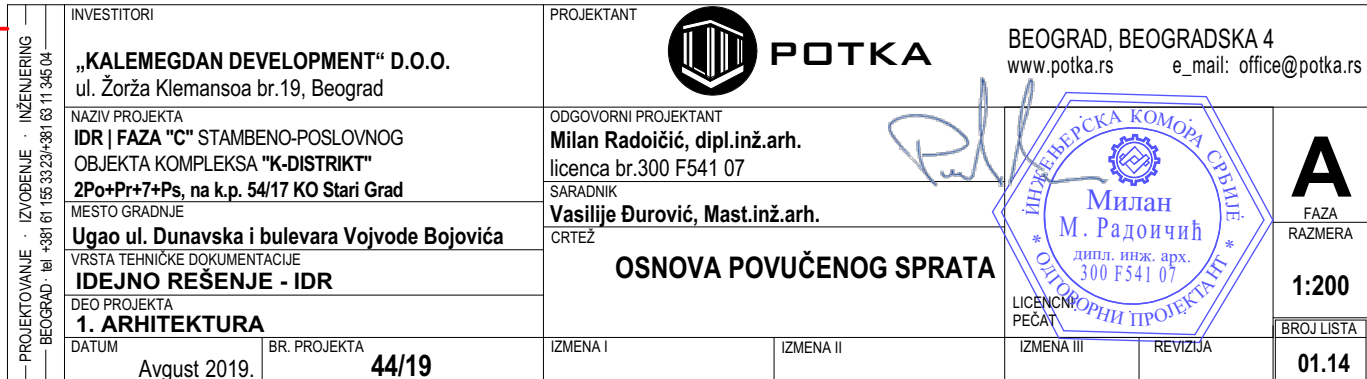 PROJEKTOVANJE · IZVOĐENJE · INŽENJERING
BEOGRAD - tel +381 61 155 3323/+381 63 11 345 04
INVESTITORI
„KALEMEGDAN DEVELOPMENT“ D.O.O.
ul. Žorža Klemansoa br.19, Beograd
NAZIV PROJEKTA
IDR | FAZA "C" STAMBENO-POSLOVNOG
OBJEKTA KOMPLEKSA "K-DISTRIKT"
2Po+Pr+7+Ps, na k.p. 54/17 KO Stari Grad
MESTO GRADNJE
Ugao ul. Dunavska i bulevara Vojvode Bojovića
VRSTA TEHNIČKE DOKUMENTACIJE
IDEJNO REŠENJE - IDR
DEO PROJEKTA
1. ARHITEKTURA
DATUM
Avgust 2019.
BR. PROJEKTA
44/19
PROJEKTANT
POTKA
BEOGRAD, BEOGRADSKA 4
www.potka.rs e_mail: office@potka.rs
ODGOVORNI PROJEKTANT
Milan Radoičić, dipl.inž.arh.
licenca br.300 F541 07
SARADNIK
Vasilije Đurović, Mast.inž.arh.
CRTEŽ
OSNOVA POVUČENOG SPRATA
LICENCNI
PEČAT
ИНЖЕЊЕРСКА КОМОРА СРБИЈЕ
Милан
М. Радоичић
дипл. инж. арх.
300 F541 07
* ОДГОВОРНИ ПРОЈЕКТАНТ *
A
FAZA
RAZMERA
1:200
IZMENA I
IZMENA II
IZMENA III
REVIZIJA
BROJ LISTA
01.14